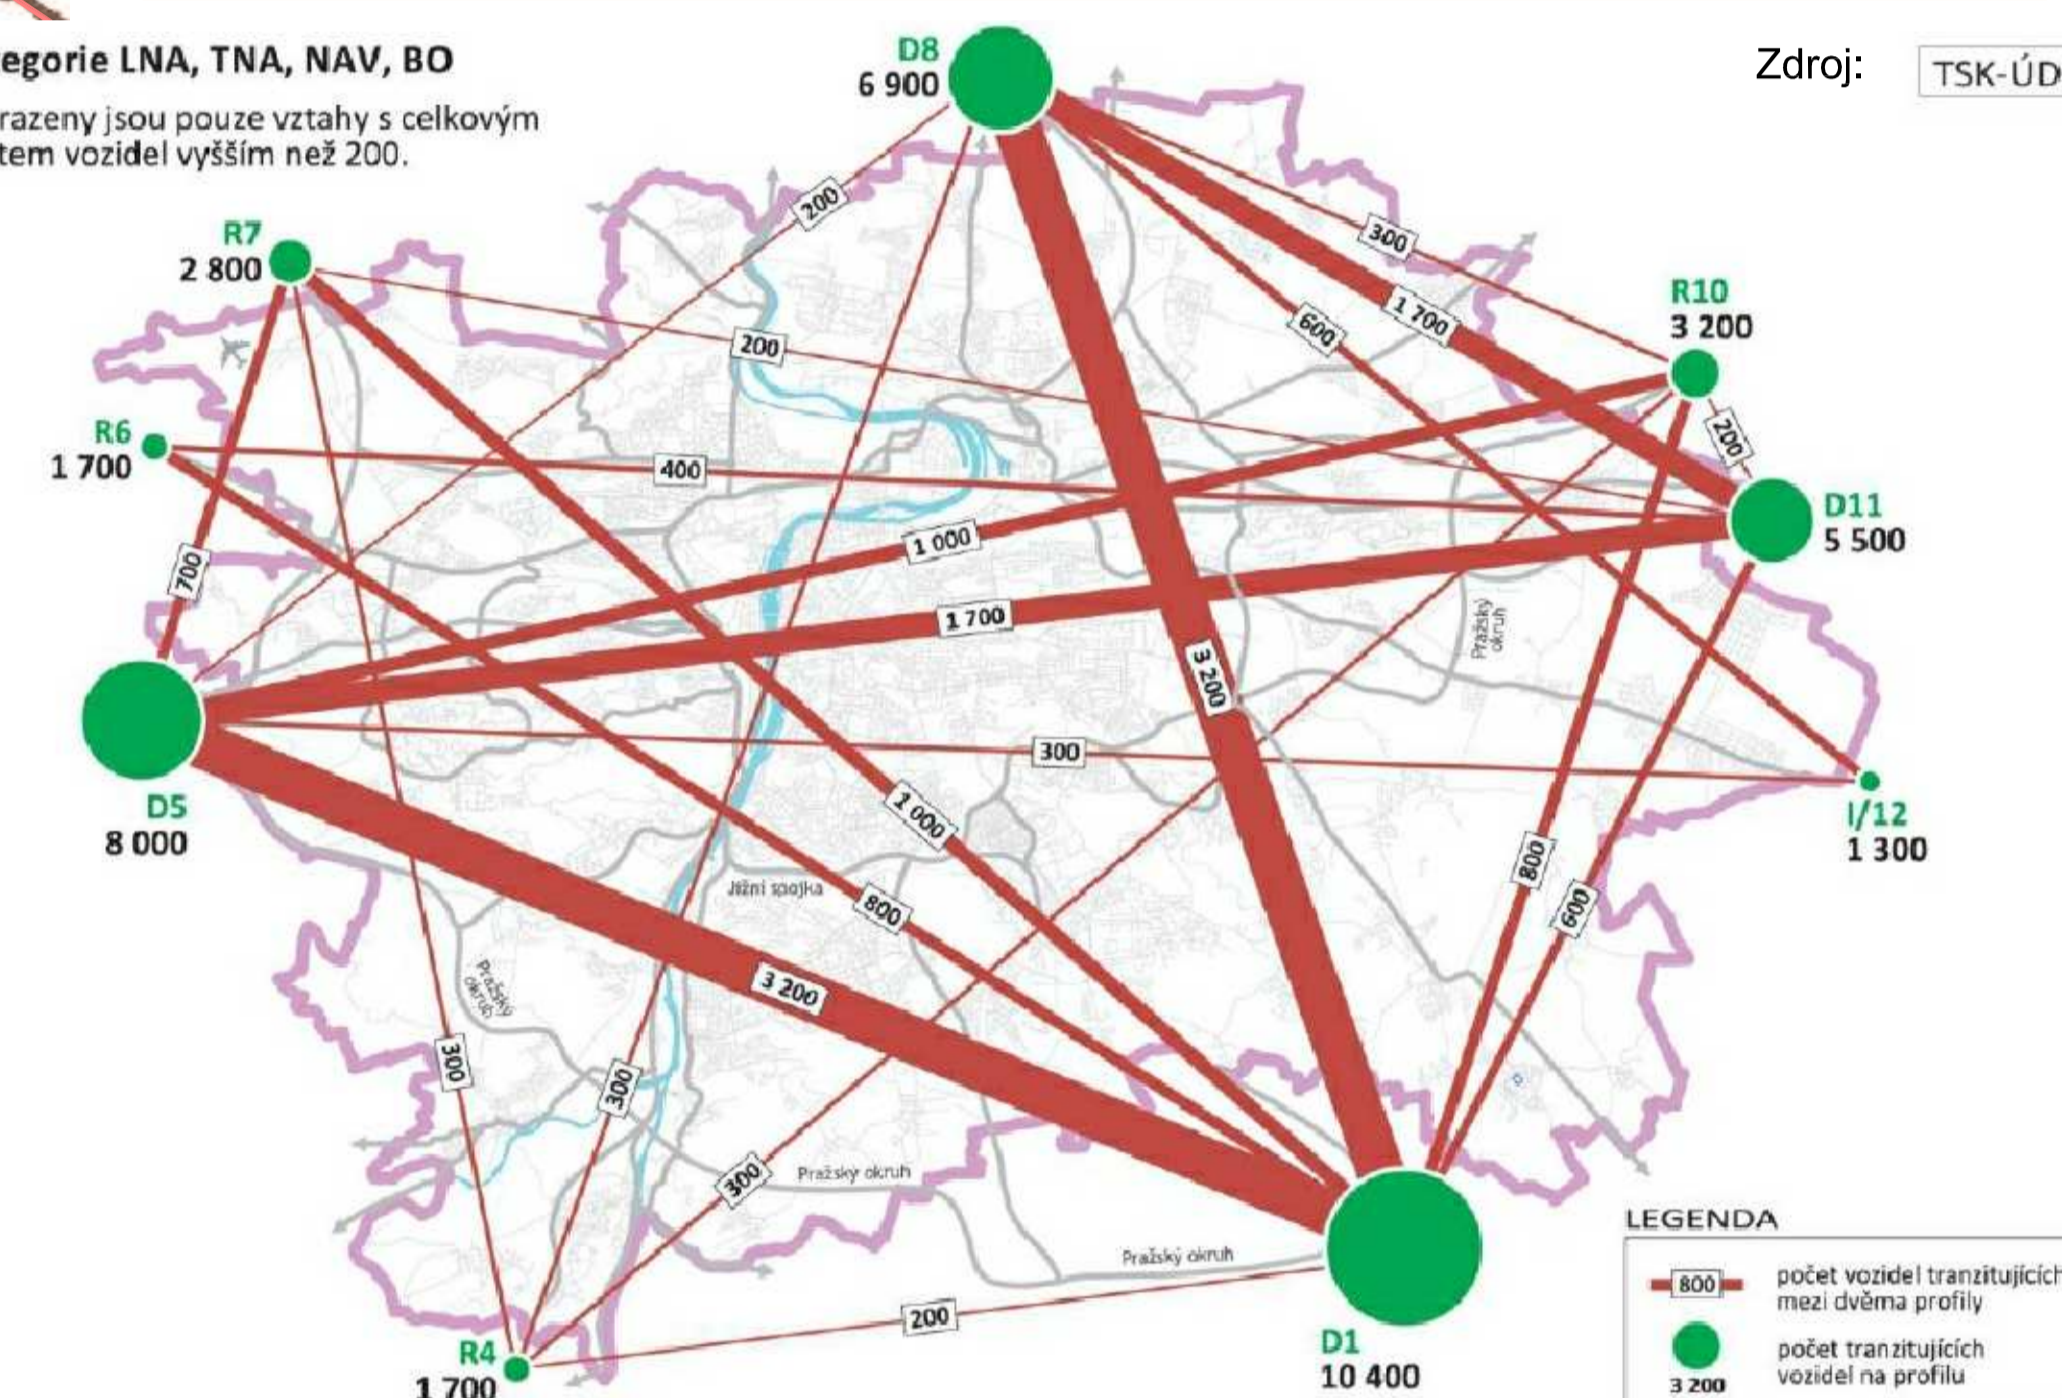 egorie LNA, TNA, NAV, BO
razeny jsou pouze vztahy s celkovým
tem vozidel vyšším než 200.
Zdroj:
TSK-ÚD
D8
6 900
R7
2 800
R6
1 700
D5
8 000
R4
1 700
D1
10 400
I/12
1 300
D11
5 500
R10
3 200
200
300
1 700
600
200
200
400
1 000
1 700
700
3 200
300
1 000
800
800
600
3 200
300
300
300
200
Pražský
okruh
Jižní spojka
Pražský
okruh
Pražský okruh
Pražský okruh
P
LEGENDA
800
počet vozidel tranzitujících
mezi dvěma profily
3 200
počet tranzitujících
vozidel na profilu